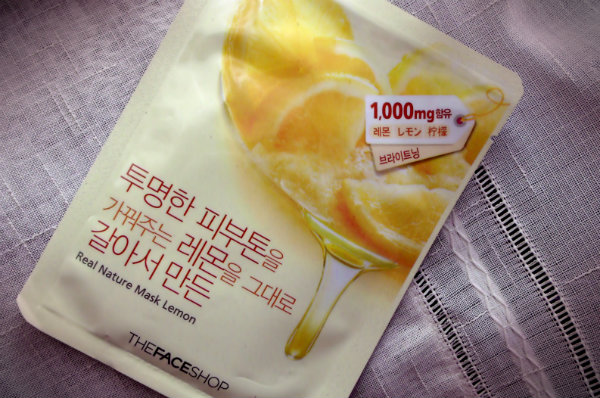 1,000mg 함유
레몬 レモン 柠檬
브라이트닝
투명한 피부톤을
가꿔주는 레몬을 그대로
갈아서 만든
Real Nature Mask Lemon
THEFACESHOP